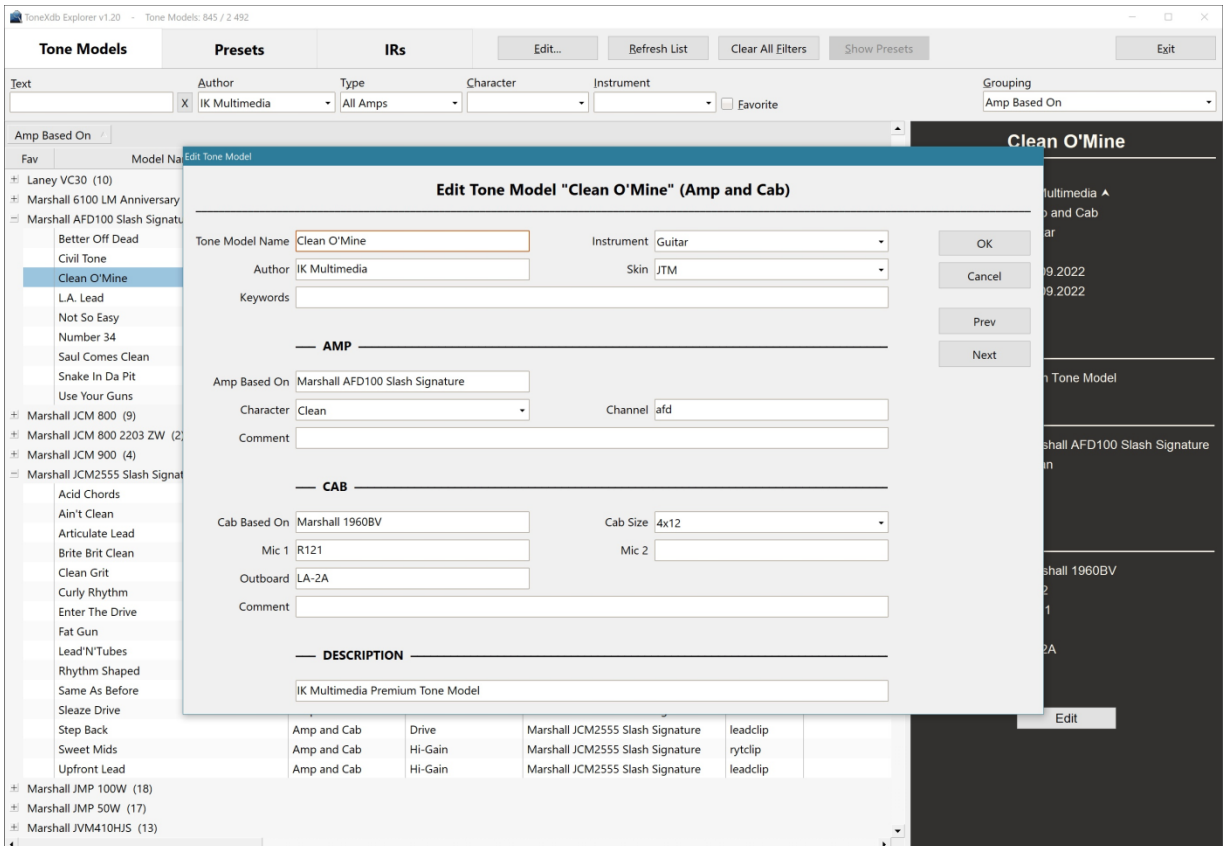 ToneXdb Explorer v1.20 - Tone Models: 845 / 2 492
Tone Models Presets IRs Edit... Refresh List Clear All Filters Show Presets Exit
Text Author Type Character Instrument Grouping
X IK Multimedia All Amps Favorite Amp Based On
Amp Based On
Clean O'Mine
Fav Model Na
Edit Tone Model
Edit Tone Model "Clean O'Mine" (Amp and Cab)
Laney VC30 (10)
Marshall 6100 LM Anniversary
Marshall AFD100 Slash Signatu
Better Off Dead
Civil Tone
Clean O'Mine
L.A. Lead
Not So Easy
Number 34
Saul Comes Clean
Snake In Da Pit
Use Your Guns
Marshall JCM 800 (9)
Marshall JCM 800 2203 ZW (2)
Marshall JCM 900 (4)
Marshall JCM2555 Slash Signat
Acid Chords
Ain't Clean
Articulate Lead
Brite Brit Clean
Clean Grit
Curly Rhythm
Enter The Drive
Fat Gun
Lead'N'Tubes
Rhythm Shaped
Same As Before
Sleaze Drive
Step Back Amp and Cab Drive Marshall JCM2555 Slash Signature leadclip
Sweet Mids Amp and Cab Hi-Gain Marshall JCM2555 Slash Signature rytclip
Upfront Lead Amp and Cab Hi-Gain Marshall JCM2555 Slash Signature leadclip
Marshall JMP 100W (18)
Marshall JMP 50W (17)
Marshall JVM410HJS (13)
Tone Model Name Clean O'Mine Instrument Guitar
Author IK Multimedia Skin JTM
Keywords
AMP
Amp Based On Marshall AFD100 Slash Signature
Character Clean Channel afd
Comment
CAB
Cab Based On Marshall 1960BV Cab Size 4x12
Mic 1 R121 Mic 2
Outboard LA-2A
Comment
DESCRIPTION
IK Multimedia Premium Tone Model
OK
Cancel
Prev
Next
and Cab
09.2022
09.2022
Tone Model
shall AFD100 Slash Signature
shall 1960BV
2A
Edit